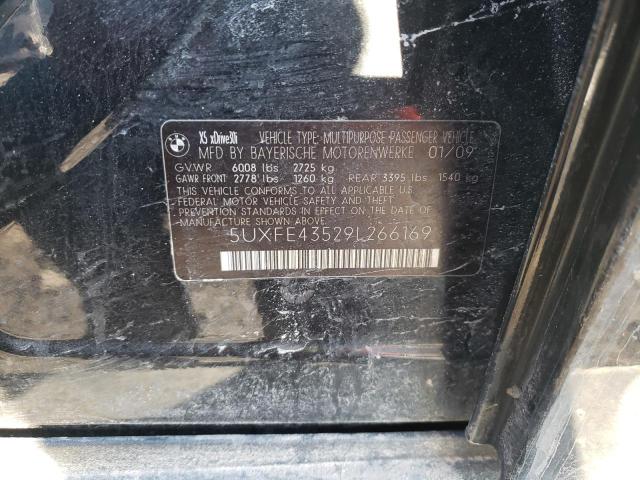 BMW
X5 xDrive30i VEHICLE TYPE: MULTIPURPOSE PASSENGER VEHICLE
MFD BY BAYERISCHE MOTORENWERKE 01/09
GVWR 6008 lbs 2725 kg
GAWR FRONT 2778 lbs 1260 kg REAR 3395 lbs 1540 kg
THIS VEHICLE CONFORMS TO ALL APPLICABLE U.S.
FEDERAL MOTOR VEHICLE SAFETY AND THEFT
PREVENTION STANDARDS IN EFFECT ON THE DATE OF
MANUFACTURE SHOWN ABOVE.
5UXFE43529L266169